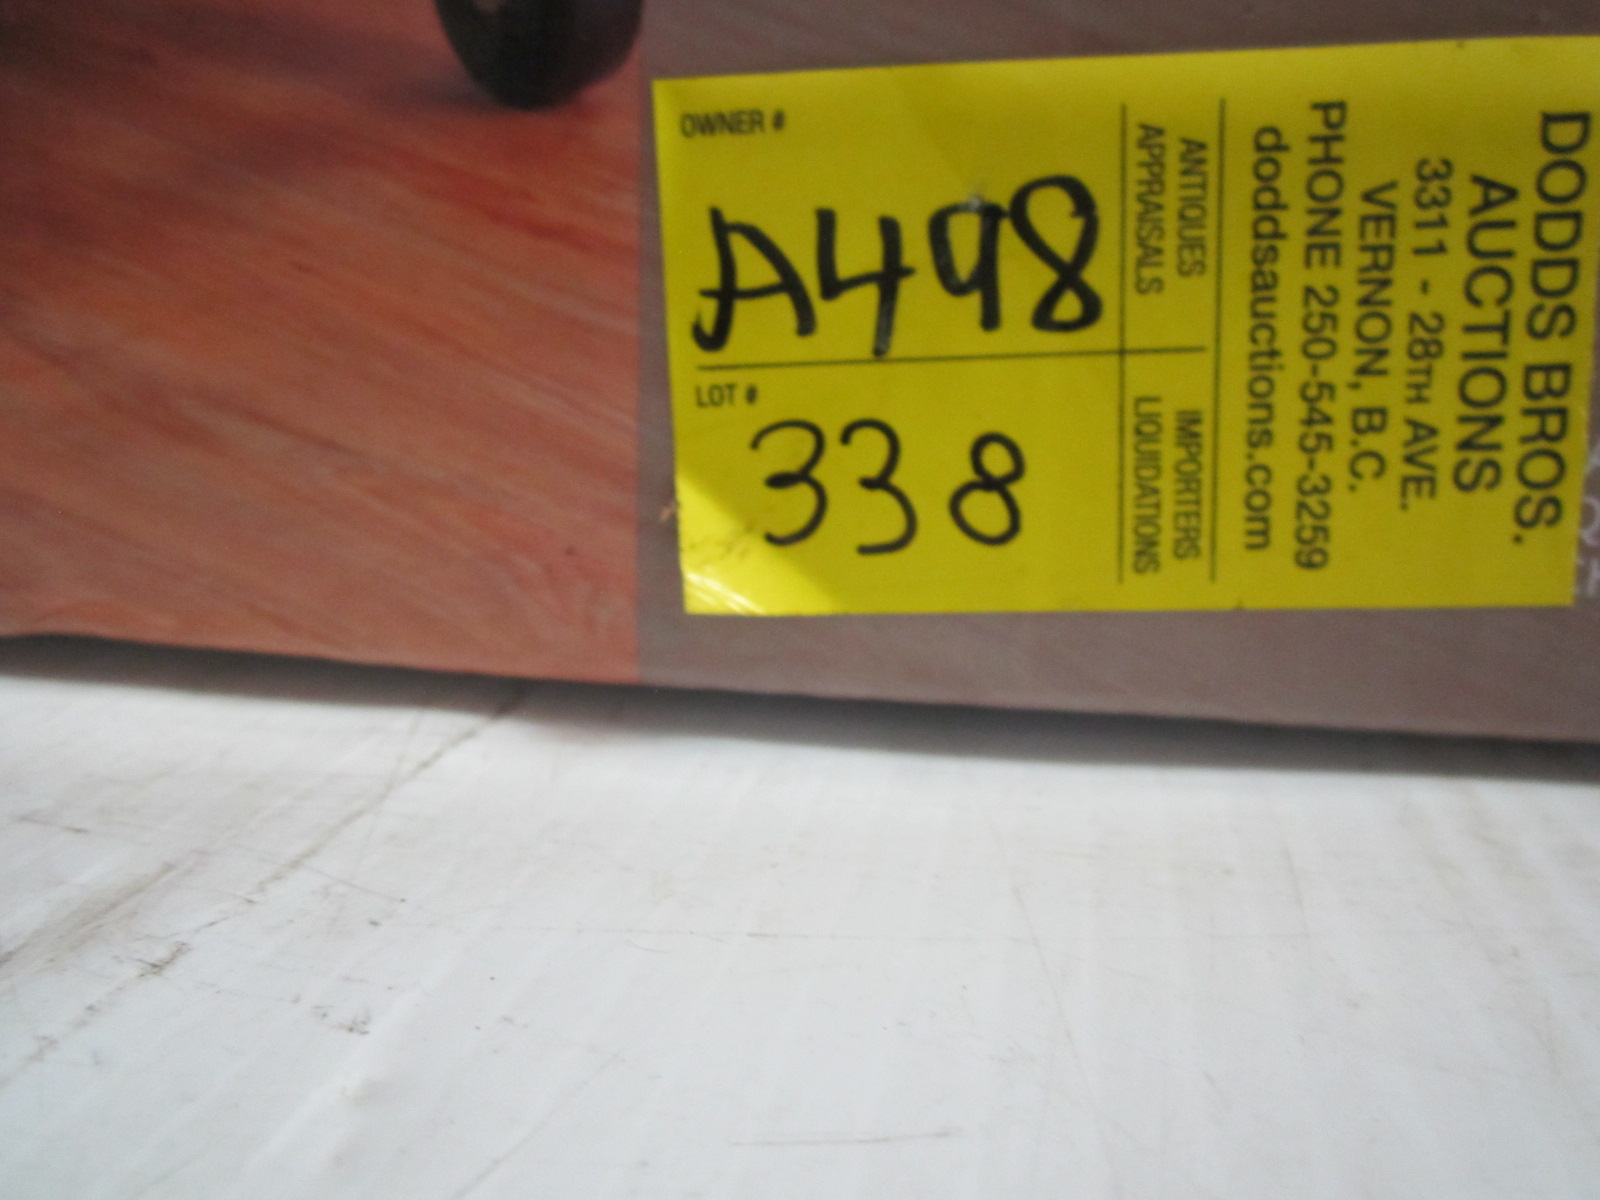 OWNER #
A498
LOT #
338
DODDS BROS.
AUCTIONS
3311 - 28TH AVE.
VERNON, B.C.
PHONE 250-545-3259
doddsauctions.com
ANTIQUES
APPRAISALS
IMPORTERS
LIQUIDATIONS